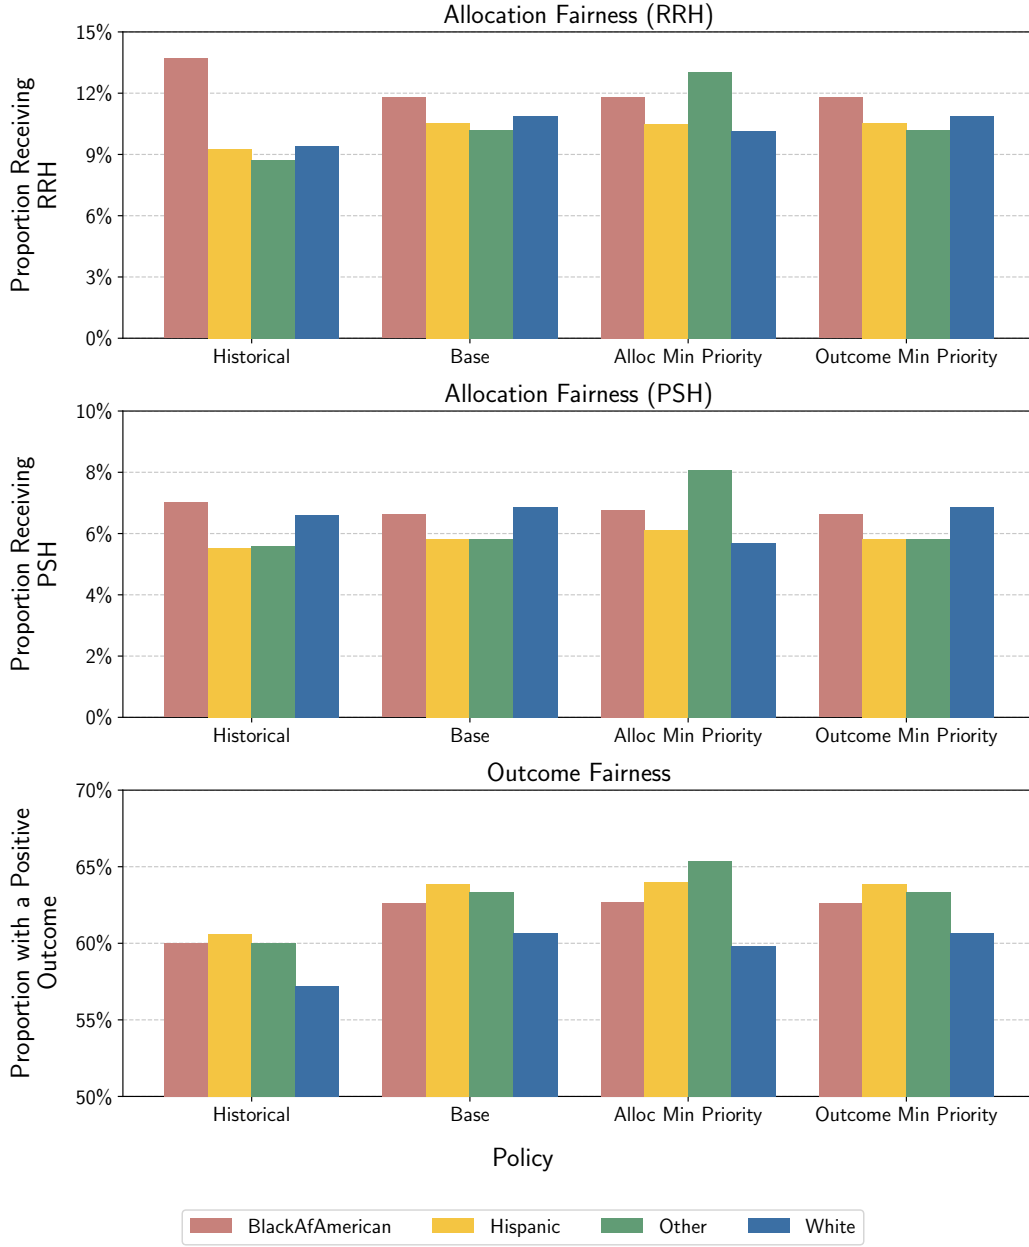 Allocation Fairness (RRH)
Proportion Receiving
RRH
15%
12%
9%
6%
3%
0%
Historical
Base
Alloc Min Priority
Outcome Min Priority
Allocation Fairness (PSH)
Proportion Receiving
PSH
10%
8%
6%
4%
2%
0%
Historical
Base
Alloc Min Priority
Outcome Min Priority
Outcome Fairness
Proportion with a Positive
Outcome
70%
65%
60%
55%
50%
Historical
Base
Alloc Min Priority
Outcome Min Priority
Policy
BlackAfAmerican
Hispanic
Other
White